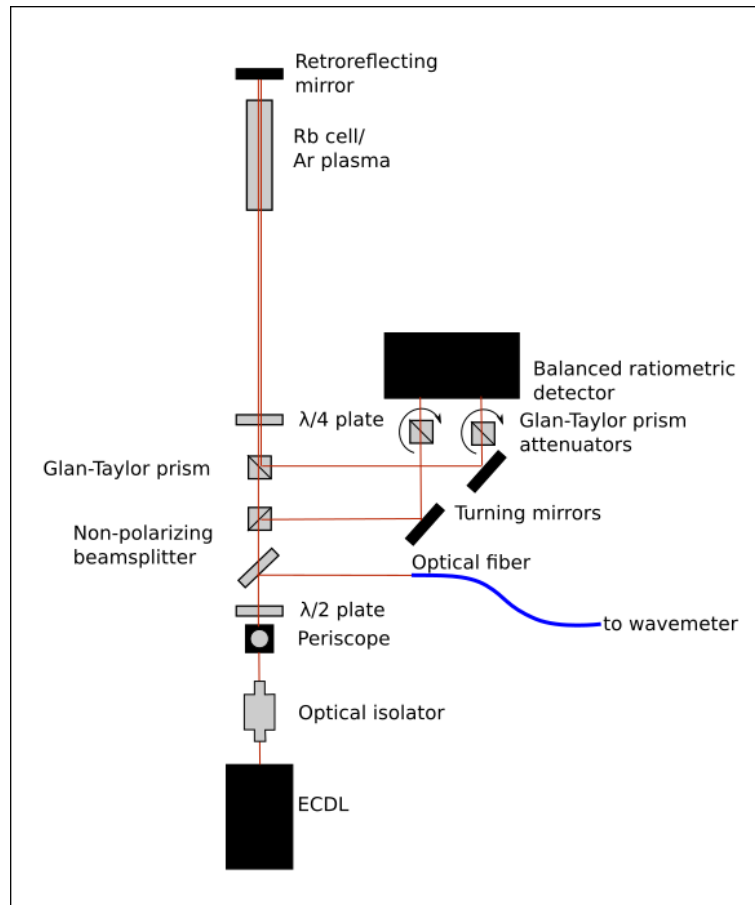 Retroreflecting
mirror
Rb cell/
Ar plasma
Balanced ratiometric
detector
λ/4 plate
Glan-Taylor prism
attenuators
Glan-Taylor prism
Turning mirrors
Non-polarizing
beamsplitter
Optical fiber
λ/2 plate
to wavemeter
Periscope
Optical isolator
ECDL